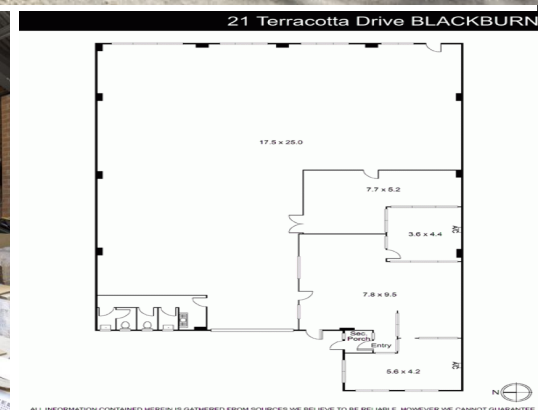 21 Terracotta Drive BLACKBURN
17.5 x 25.0
7.7 x 5.2
3.6 x 4.4
A/C
7.8 x 9.5
Sec.
Porch
Entry
5.6 x 4.2
A/C
N
ALL INFORMATION CONTAINED HEREIN IS GATHERED FROM SOURCES WE BELIEVE TO BE RELIABLE. HOWEVER WE CANNOT GUARANTEE